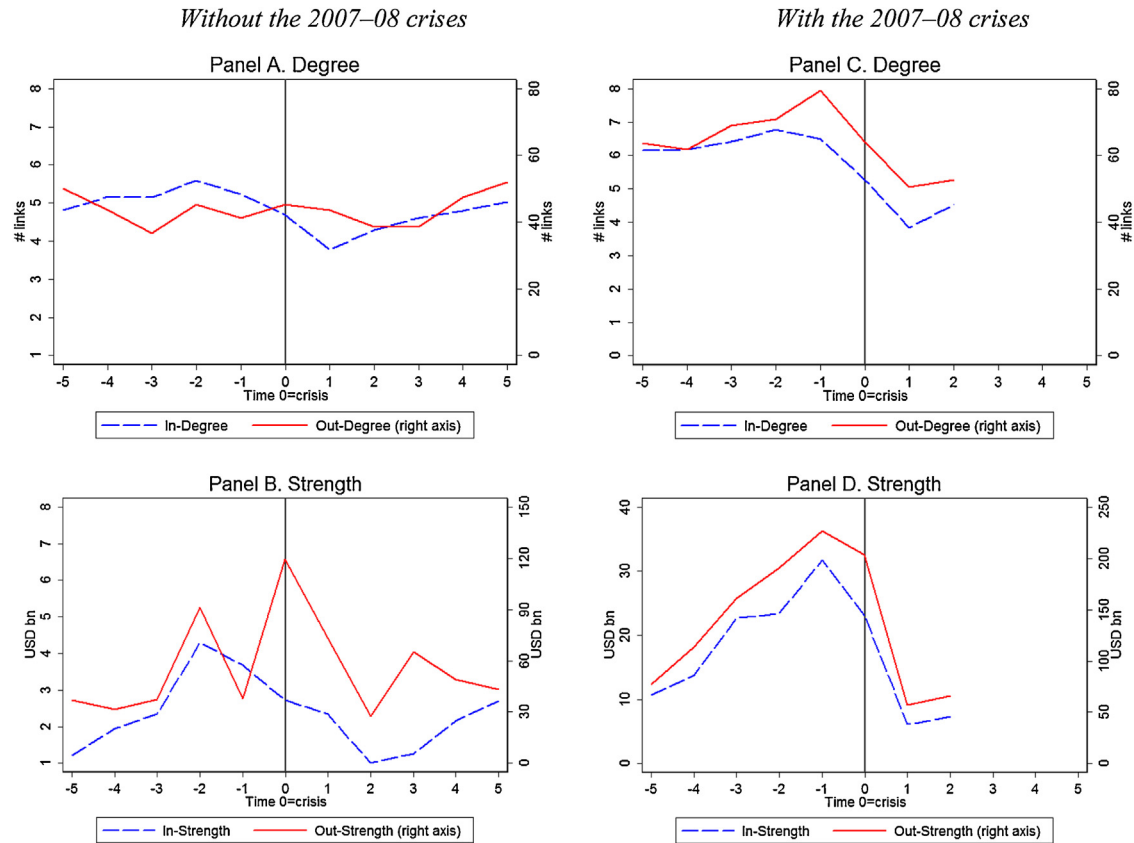 Without the 2007–08 crises
With the 2007–08 crises
Panel A. Degree
8
7
6
5
4
3
2
1
# links
80
60
40
20
0
# links
-5 -4 -3 -2 -1 0 1 2 3 4 5
Time 0=crisis
In-Degree Out-Degree (right axis)
Panel C. Degree
8
7
6
5
4
3
2
1
0
# links
80
60
40
20
0
# links
-5 -4 -3 -2 -1 0 1 2 3 4 5
Time 0=crisis
In-Degree Out-Degree (right axis)
Panel B. Strength
8
7
6
5
4
3
2
1
USD bn
150
120
90
60
30
0
USD bn
-5 -4 -3 -2 -1 0 1 2 3 4 5
Time 0=crisis
In-Strength Out-Strength (right axis)
Panel D. Strength
40
30
20
10
0
USD bn
250
200
150
100
50
0
USD bn
-5 -4 -3 -2 -1 0 1 2 3 4 5
Time 0=crisis
In-Strength Out-Strength (right axis)